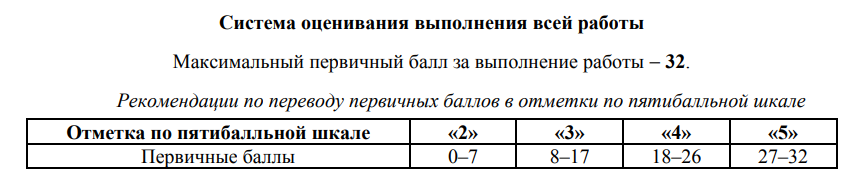 Система оценивания выполнения всей работы
Максимальный первичный балл за выполнение работы – 32.
Рекомендации по переводу первичных баллов в отметки по пятибалльной шкале
Отметка по пятибалльной шкале «2» «3» «4» «5»
Первичные баллы 0–7 8–17 18–26 27–32